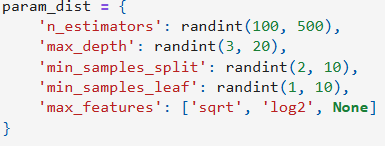 param_dist = {
    'n_estimators': randint(100, 500),
    'max_depth': randint(3, 20),
    'min_samples_split': randint(2, 10),
    'min_samples_leaf': randint(1, 10),
    'max_features': ['sqrt', 'log2', None]
}